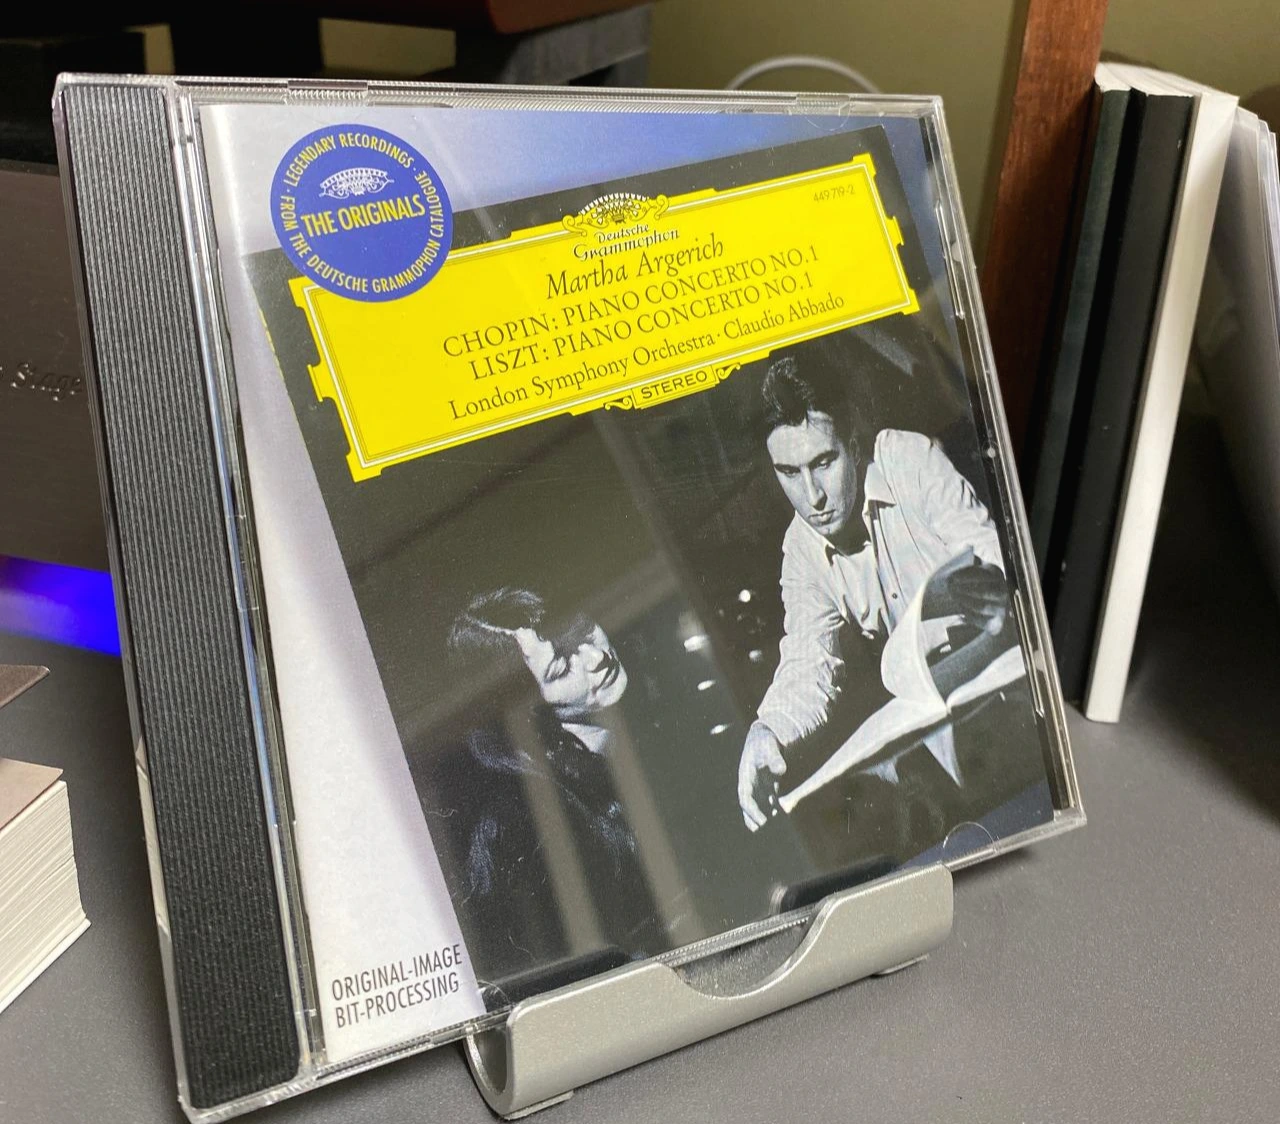 LEGENDARY RECORDINGS
THE ORIGINALS
FROM THE DEUTSCHE GRAMMOPHON CATALOGUE
449 719-2
Deutsche
Grammophon
Martha Argerich
CHOPIN: PIANO CONCERTO NO.1
LISZT: PIANO CONCERTO NO.1
London Symphony Orchestra · Claudio Abbado
STEREO
Stage
ORIGINAL-IMAGE
BIT-PROCESSING